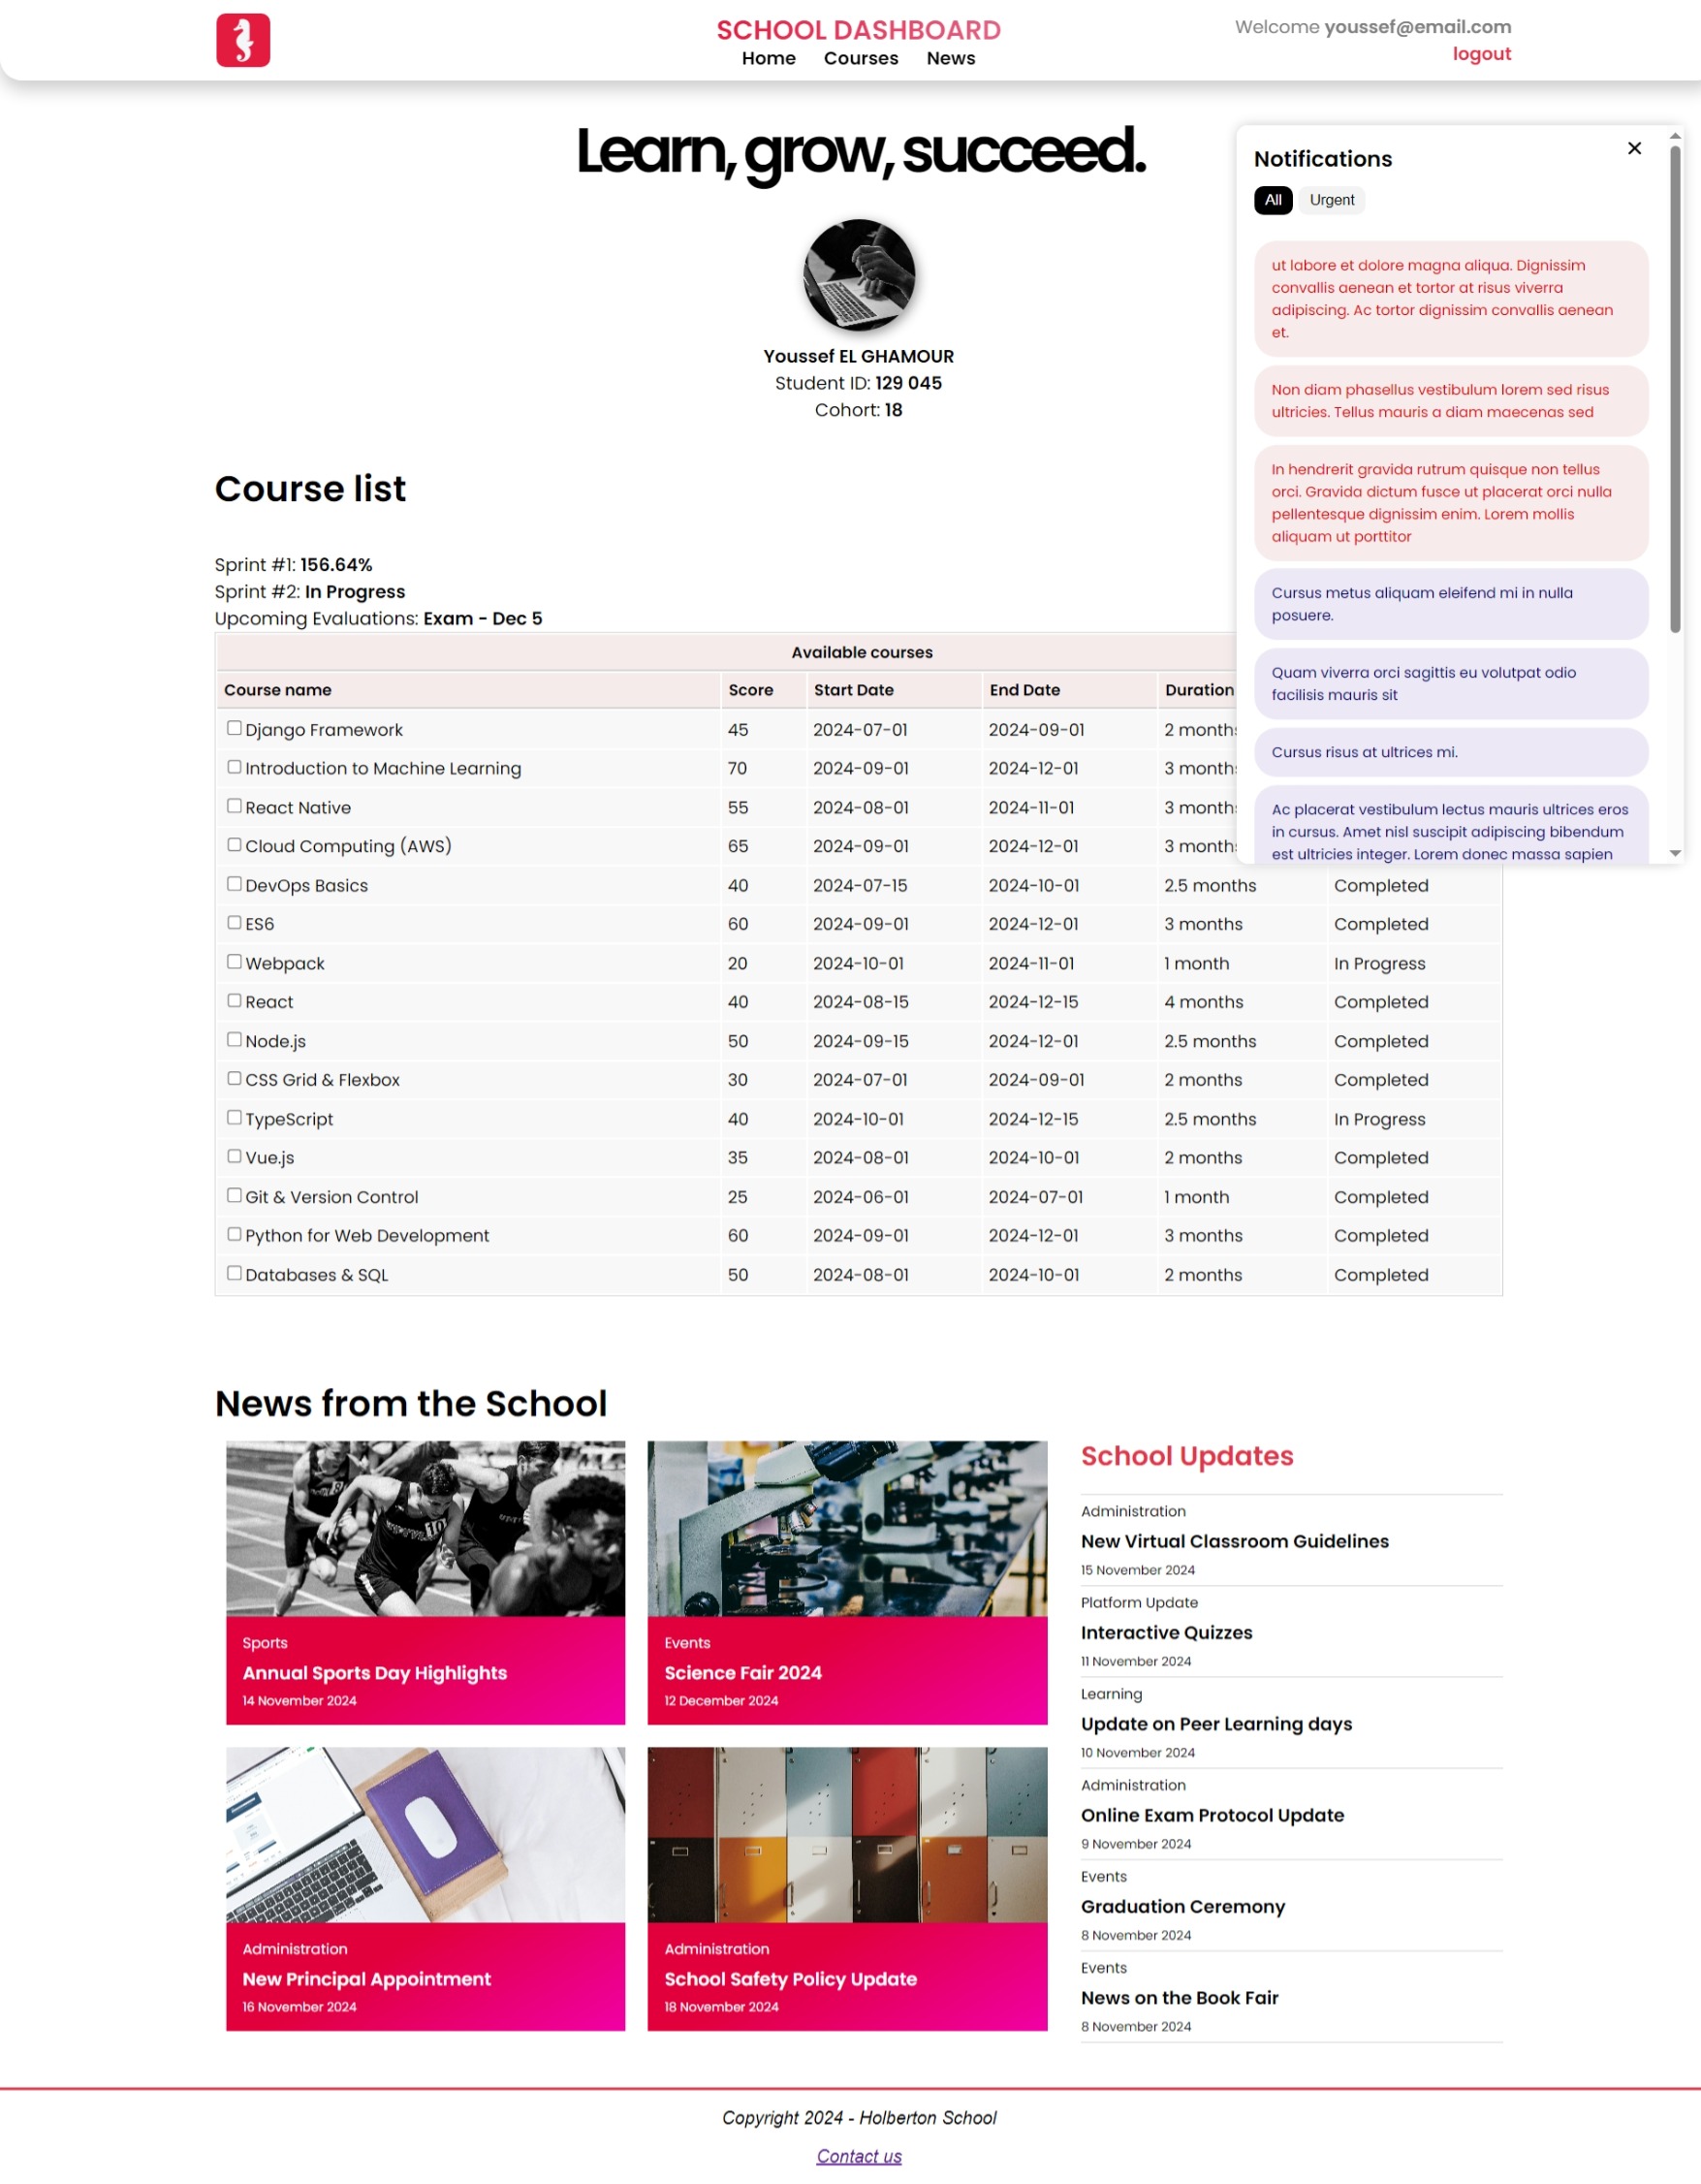 SCHOOL DASHBOARD
Home Courses News
Welcome youssef@email.com
logout
Learn, grow, succeed.
Youssef EL GHAMOUR
Student ID: 129 045
Cohort: 18
Notifications
All Urgent
ut labore et dolore magna aliqua. Dignissim
convallis aenean et tortor at risus viverra
adipiscing. Ac tortor dignissim convallis aenean
et.
Non diam phasellus vestibulum lorem sed risus
ultricies. Tellus mauris a diam maecenas sed
In hendrerit gravida rutrum quisque non tellus
orci. Gravida dictum fusce ut placerat orci nulla
pellentesque dignissim enim. Lorem mollis
aliquam ut porttitor
Cursus metus aliquam eleifend mi in nulla
posuere.
Quam viverra orci sagittis eu volutpat odio
facilisis mauris sit
Cursus risus at ultrices mi.
Ac placerat vestibulum lectus mauris ultrices eros
in cursus. Amet nisl suscipit adipiscing bibendum
est ultricies integer. Lorem donec massa sapien
Course list
Sprint #1: 156.64%
Sprint #2: In Progress
Upcoming Evaluations: Exam - Dec 5
Available courses
Course name Score Start Date End Date Duration
Django Framework 45 2024-07-01 2024-09-01 2 months
Introduction to Machine Learning 70 2024-09-01 2024-12-01 3 months
React Native 55 2024-08-01 2024-11-01 3 months
Cloud Computing (AWS) 65 2024-09-01 2024-12-01 3 months
DevOps Basics 40 2024-07-15 2024-10-01 2.5 months Completed
ES6 60 2024-09-01 2024-12-01 3 months Completed
Webpack 20 2024-10-01 2024-11-01 1 month In Progress
React 40 2024-08-15 2024-12-15 4 months Completed
Node.js 50 2024-09-15 2024-12-01 2.5 months Completed
CSS Grid & Flexbox 30 2024-07-01 2024-09-01 2 months Completed
TypeScript 40 2024-10-01 2024-12-15 2.5 months In Progress
Vue.js 35 2024-08-01 2024-10-01 2 months Completed
Git & Version Control 25 2024-06-01 2024-07-01 1 month Completed
Python for Web Development 60 2024-09-01 2024-12-01 3 months Completed
Databases & SQL 50 2024-08-01 2024-10-01 2 months Completed
News from the School
Sports
Annual Sports Day Highlights
14 November 2024
Events
Science Fair 2024
12 December 2024
Administration
New Principal Appointment
16 November 2024
Administration
School Safety Policy Update
18 November 2024
School Updates
Administration
New Virtual Classroom Guidelines
15 November 2024
Platform Update
Interactive Quizzes
11 November 2024
Learning
Update on Peer Learning days
10 November 2024
Administration
Online Exam Protocol Update
9 November 2024
Events
Graduation Ceremony
8 November 2024
Events
News on the Book Fair
8 November 2024
Copyright 2024 - Holberton School
Contact us